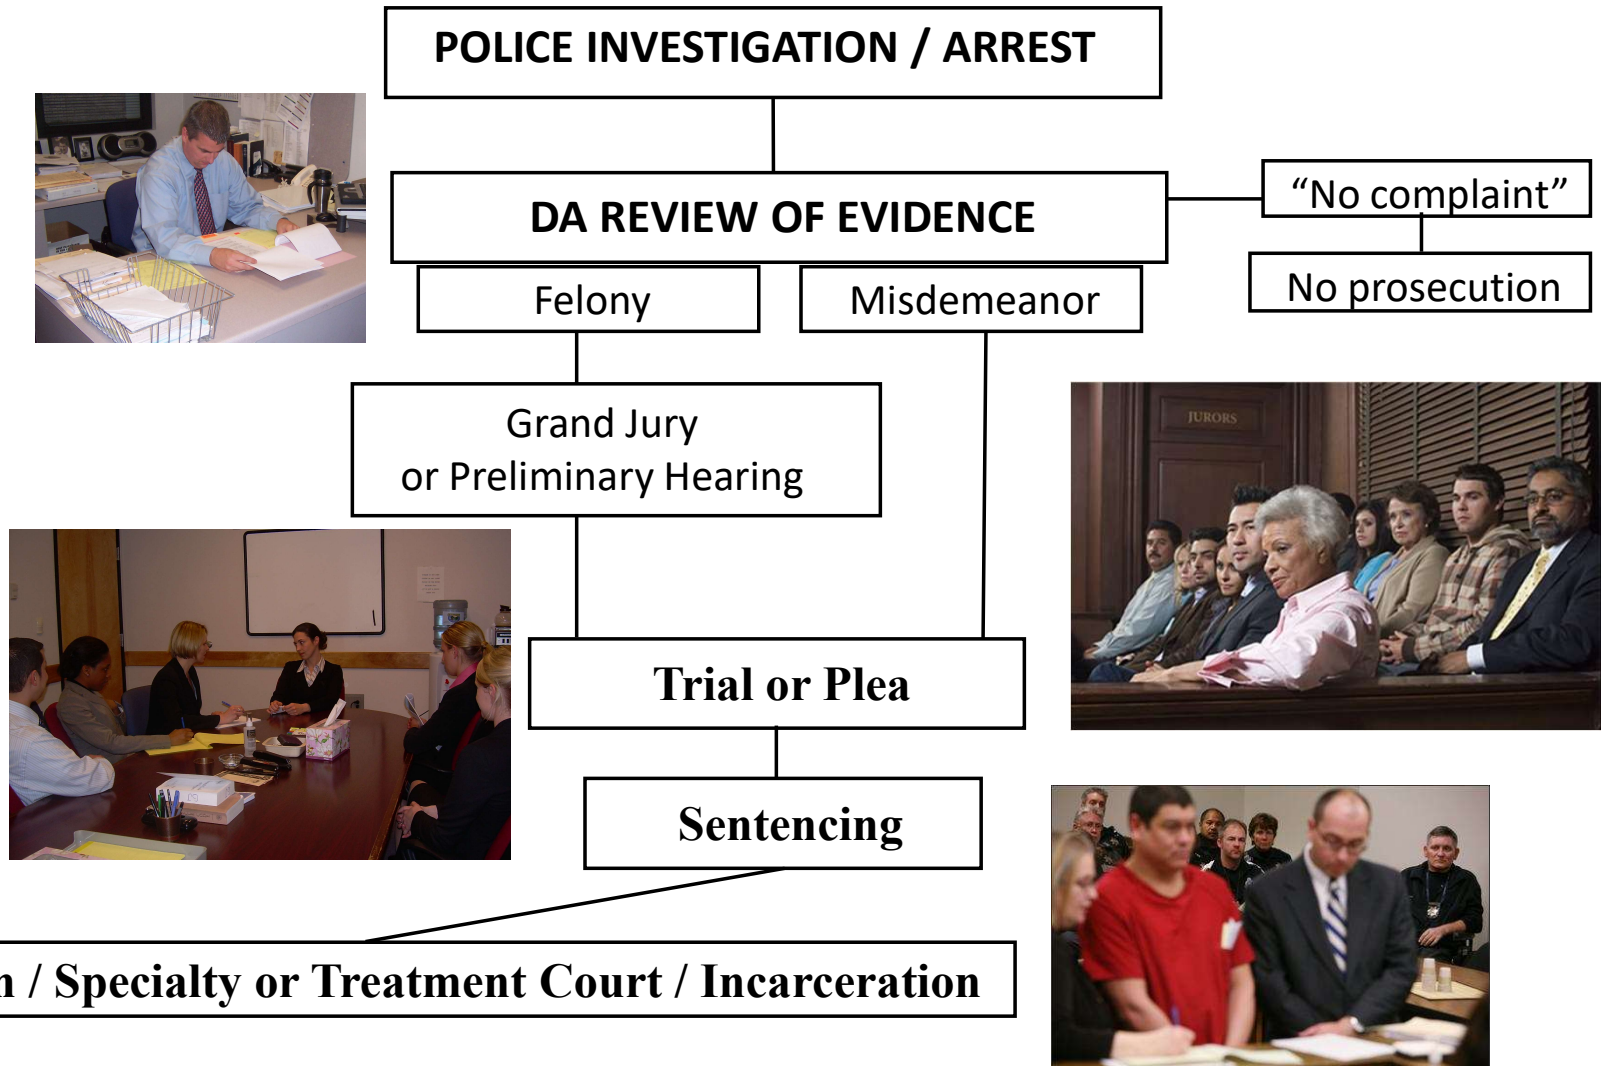 POLICE INVESTIGATION / ARREST
DA REVIEW OF EVIDENCE
“No complaint”
No prosecution
Felony
Misdemeanor
Grand Jury
or Preliminary Hearing
JURORS
Trial or Plea
Sentencing
/ Specialty or Treatment Court / Incarceration